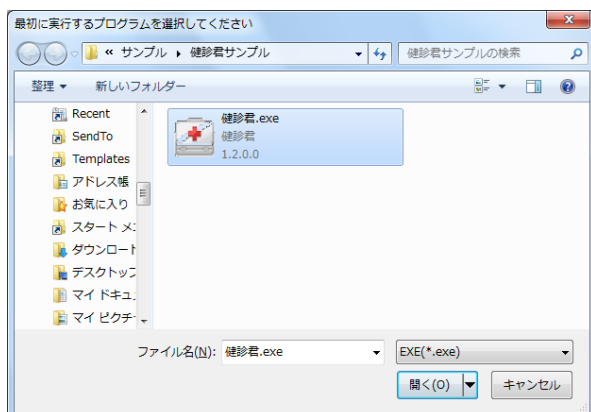 最初に実行するプログラムを選択してください
« サンプル 健診君サンプル
健診君サンプルの検索
整理 新しいフォルダー
Recent
SendTo
Templates
アドレス帳
お気に入り
スタート メニ
ダウンロード
デスクトップ
マイ ドキュ
マイ ピクチ
健診君.exe
健診君
1.2.0.0
ファイル名(N): 健診君.exe
EXE(*.exe)
開く(O)
キャンセル